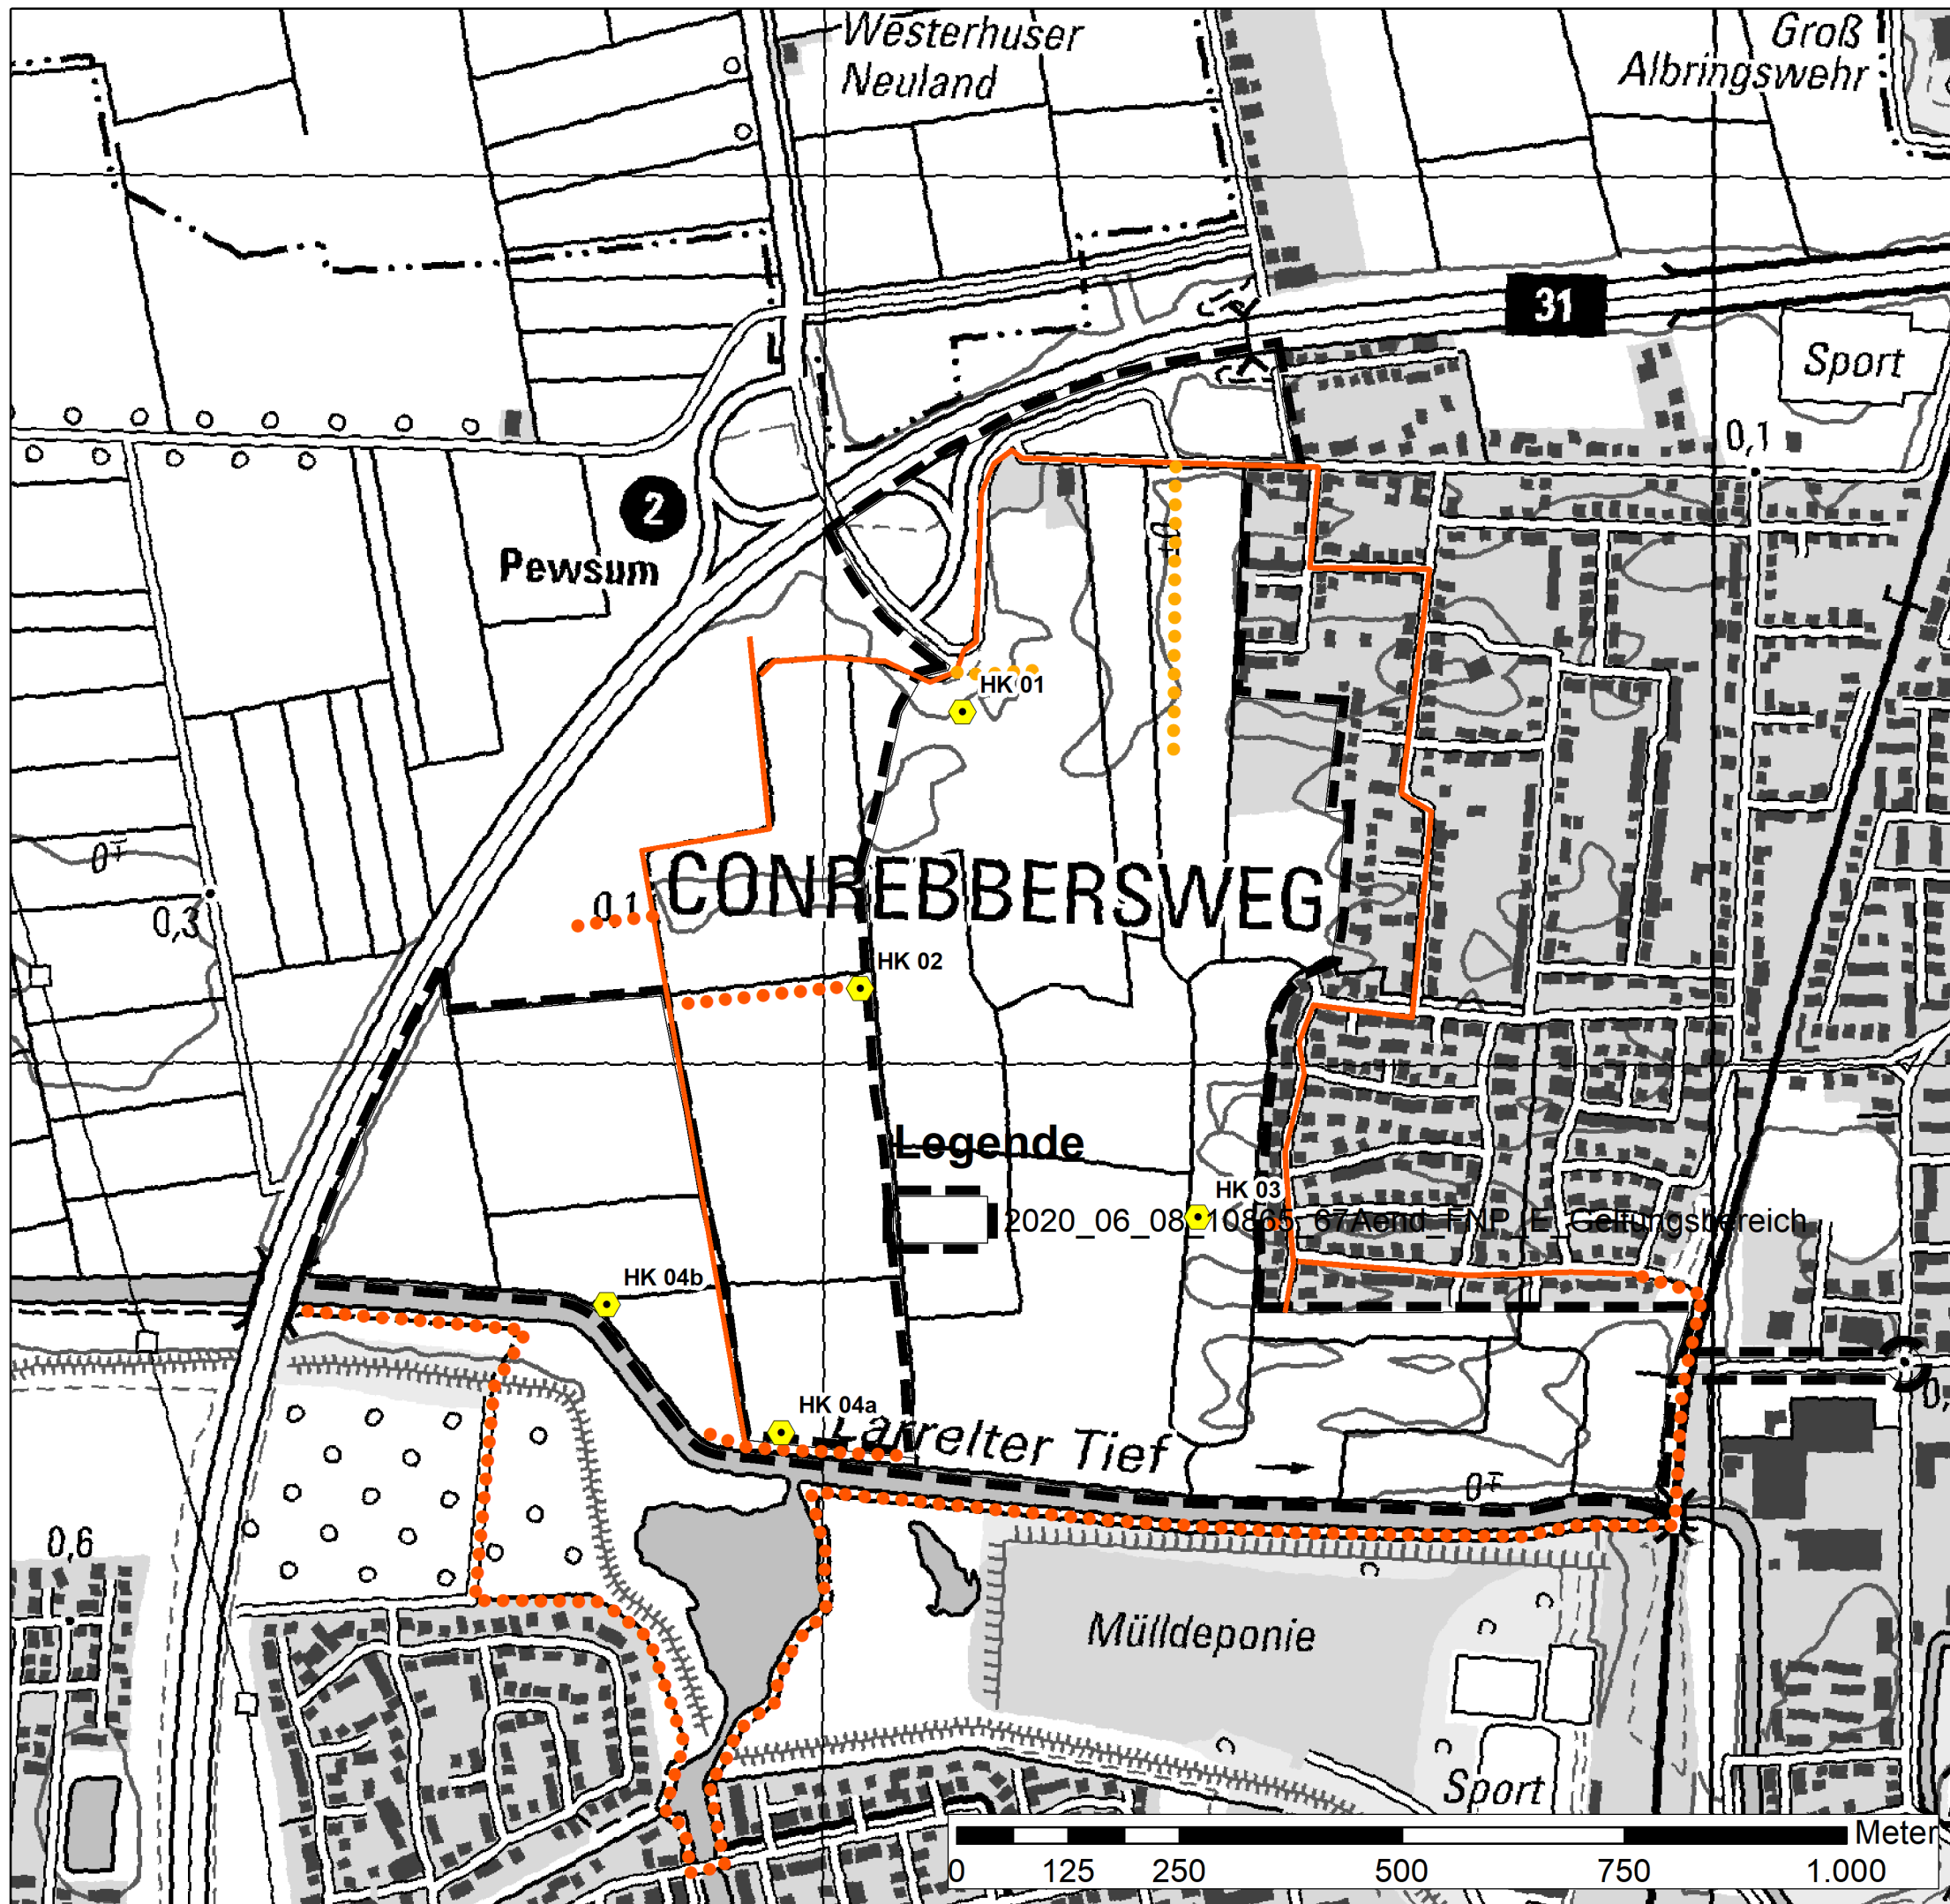 Westerhuser
Neuland
Groß
Albringswehr
31
Sport
0,1
2
Pewsum
HK 01
CONREBBERSWEG
0,1
0,3
HK 02
Legende
HK 03
2020_06_08_10865_67Aend_FNP_E_Geltungsbereich
HK 04b
HK 04a
Larrelter Tief
0,6
Mülldeponie
Sport
Meter
0 125 250 500 750 1.000